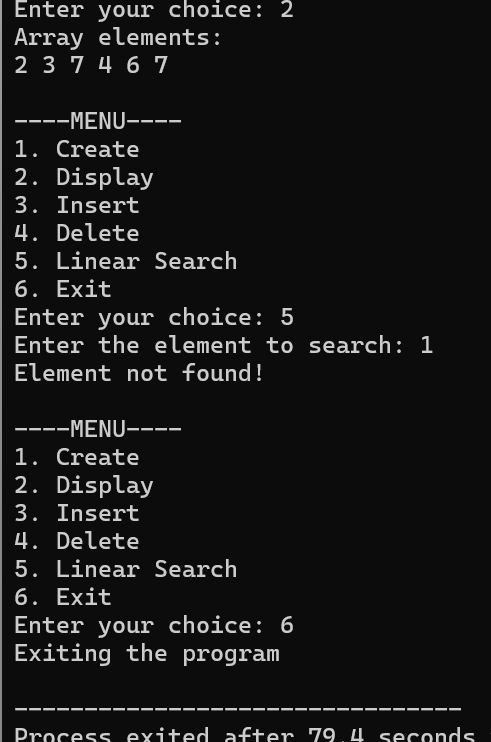 Enter your choice: 2
Array elements:
2 3 7 4 6 7
----MENU----
1. Create
2. Display
3. Insert
4. Delete
5. Linear Search
6. Exit
Enter your choice: 5
Enter the element to search: 1
Element not found!
----MENU----
1. Create
2. Display
3. Insert
4. Delete
5. Linear Search
6. Exit
Enter your choice: 6
Exiting the program
--------------------------------
Process exited after 79.4 seconds